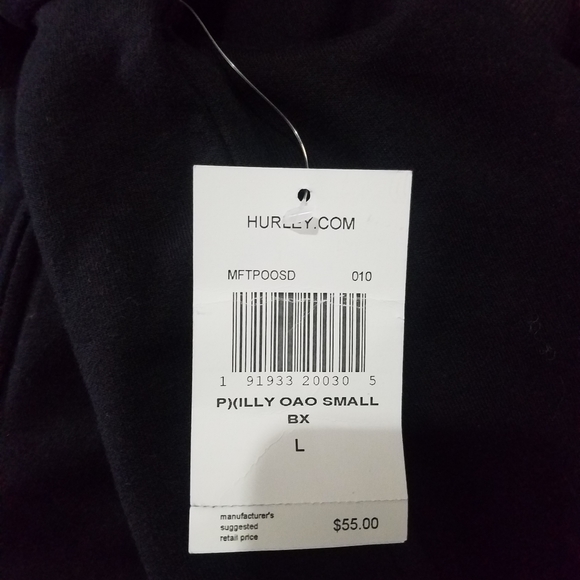 HURLEY.COM
MFTPOOSD 010
1 91933 20030 5
P)(ILLY OAO SMALL
BX
L
manufacturer's
suggested
retail price
$55.00